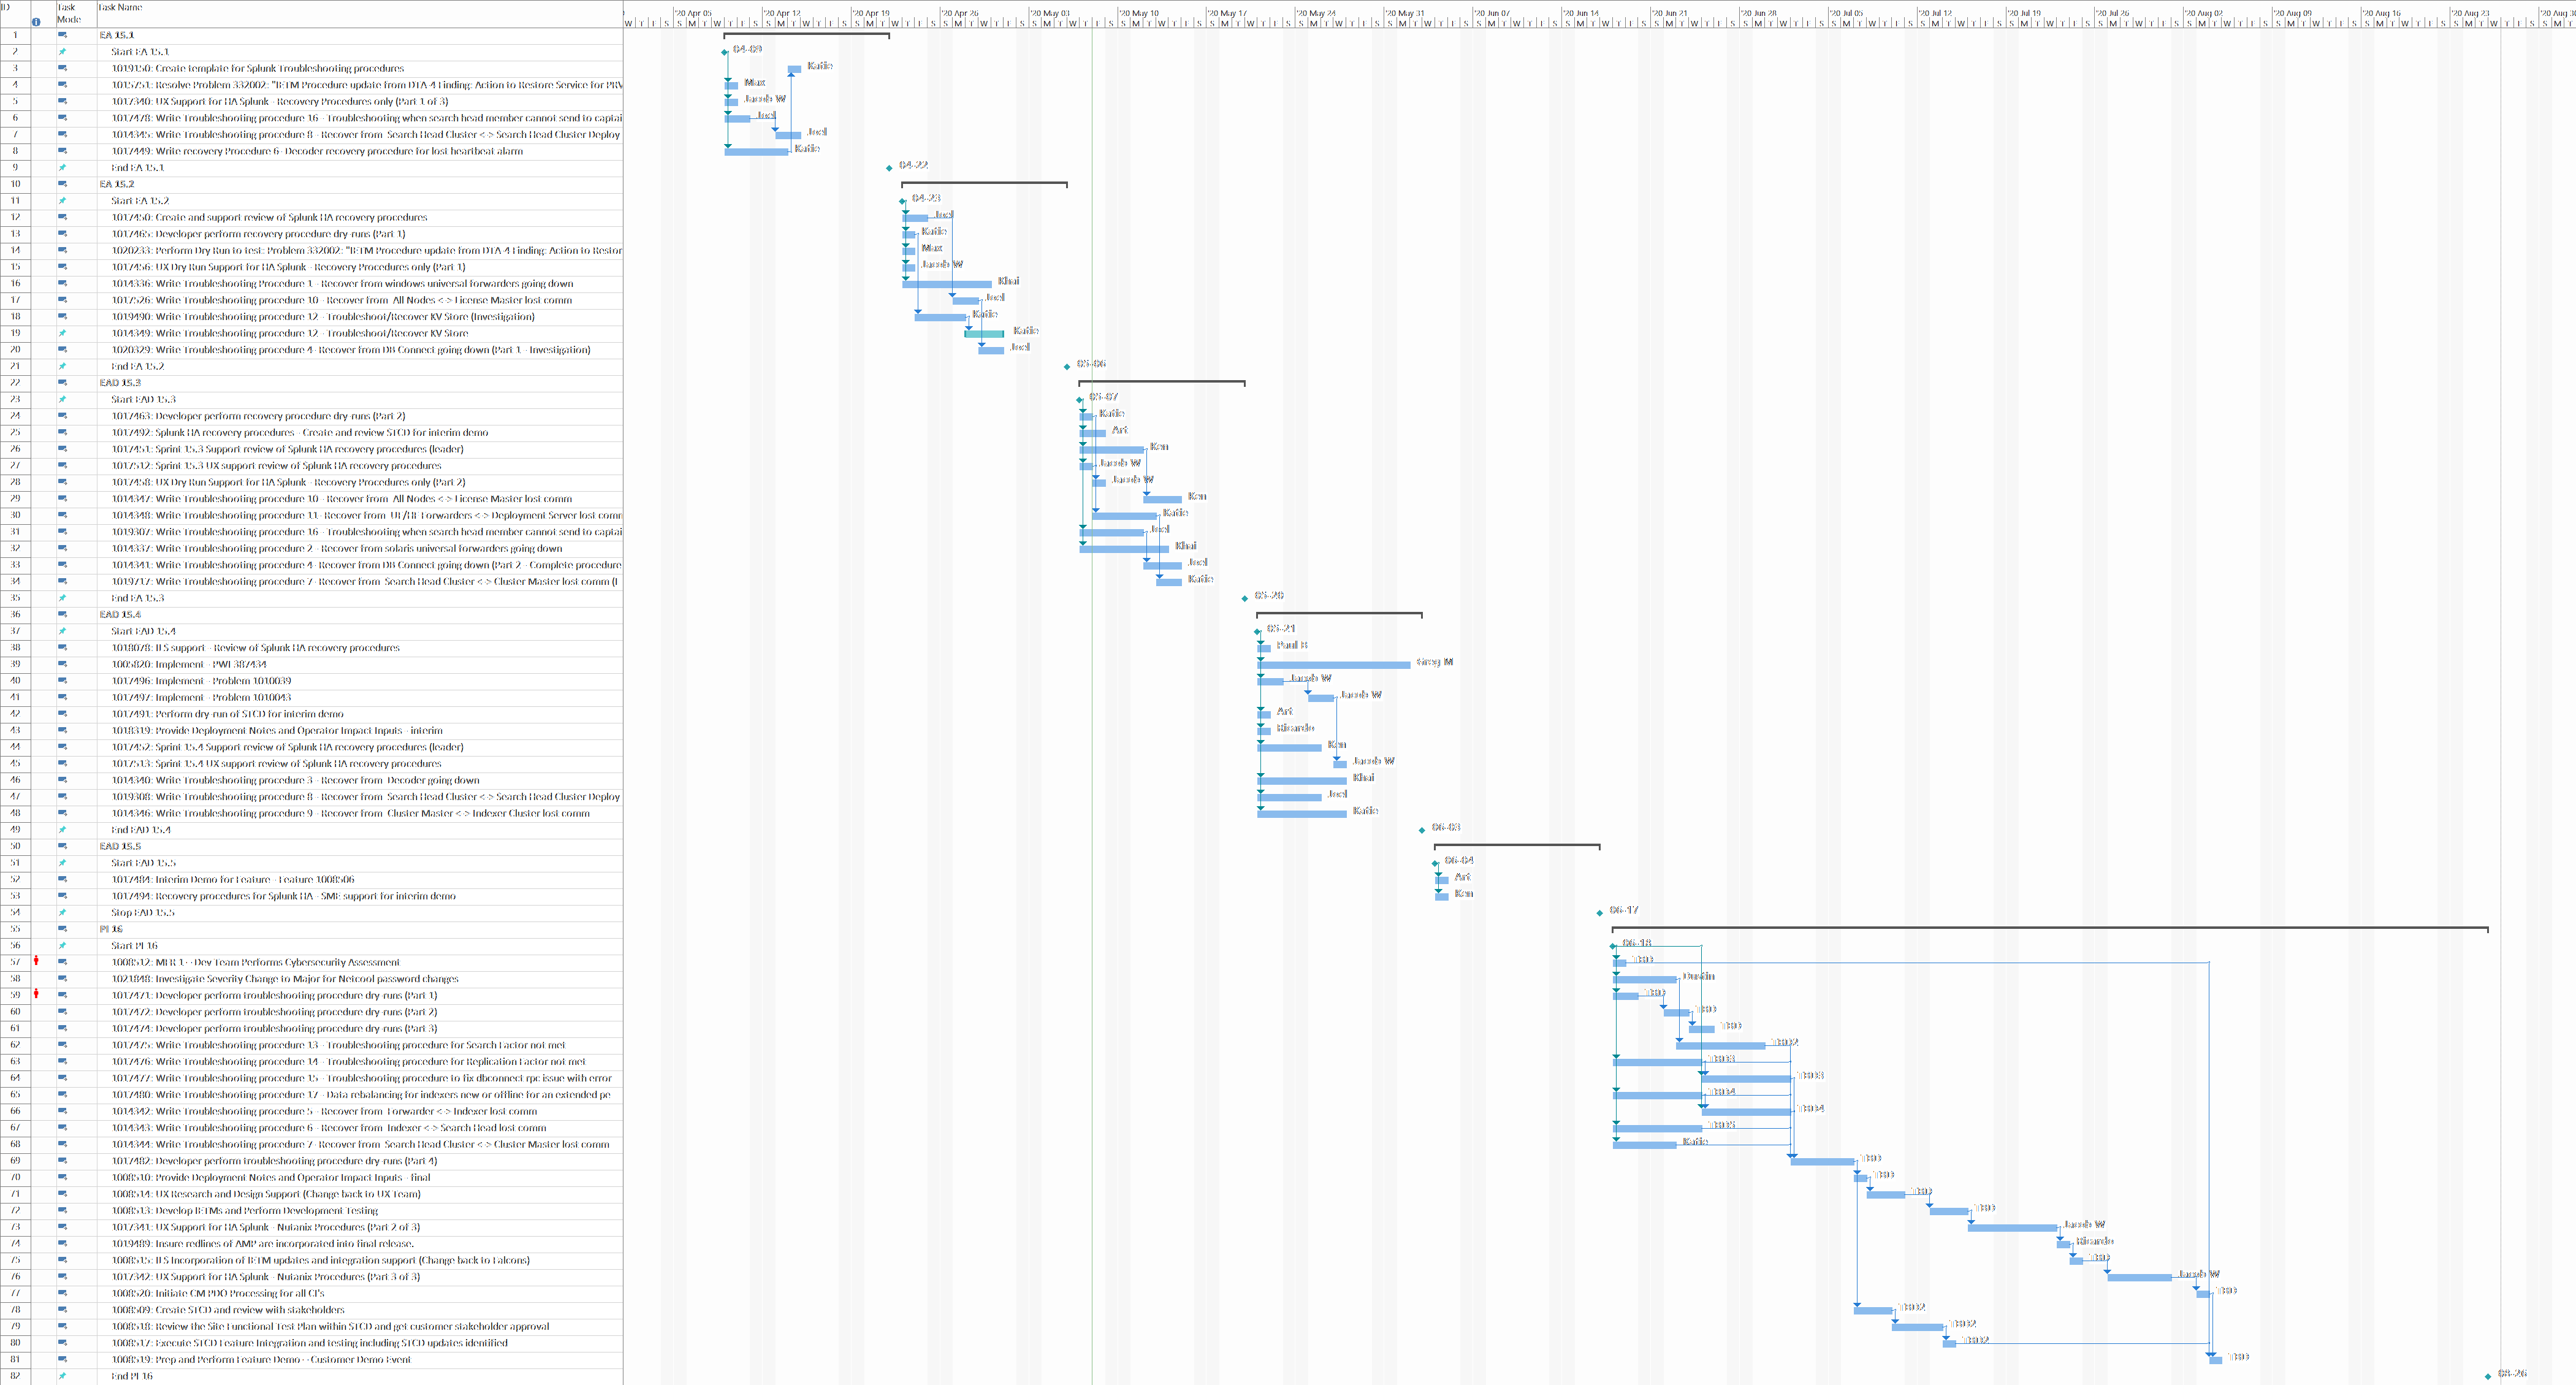 ID Task Mode Task Name
'20 Apr 05 '20 Apr 12 '20 Apr 19 '20 Apr 26 '20 May 03 '20 May 10 '20 May 17 '20 May 24 '20 May 31 '20 Jun 07 '20 Jun 14 '20 Jun 21 '20 Jun 28 '20 Jul 05 '20 Jul 12 '20 Jul 19 '20 Jul 26 '20 Aug 02 '20 Aug 09 '20 Aug 16 '20 Aug 23 '20 Aug 30
1 EA 15.1
2 Start EA 15.1 04-09
3 1019150: Create template for Splunk Troubleshooting procedures Katie
4 1015751: Resolve Problem 332002: "BITM Procedure update from DTA-4 Finding: Action to Restore Service for PRV Max
5 1017340: UX Support for HA Splunk - Recovery Procedures only (Part 1 of 3) Jacob W
6 1017478: Write Troubleshooting procedure 16 - Troubleshooting when search head member cannot send to captai Joel
7 1014345: Write Troubleshooting procedure 8 - Recover from Search Head Cluster <-> Search Head Cluster Deploy Joel
8 1017449: Write recovery Procedure 6- Decoder recovery procedure for lost heartbeat alarm Katie
9 End EA 15.1 04-22
10 EA 15.2
11 Start EA 15.2 04-23
12 1017450: Create and support review of Splunk HA recovery procedures Joel
13 1017465: Developer perform recovery procedure dry-runs (Part 1) Katie
14 1020233: Perform Dry Run to test: Problem 332002: "BITM Procedure update from DTA-4 Finding: Action to Restor Max
15 1017456: UX Dry Run Support for HA Splunk - Recovery Procedures only (Part 1) Jacob W
16 1014336: Write Troubleshooting Procedure 1 - Recover from windows universal forwarders going down Khai
17 1017526: Write Troubleshooting procedure 10 - Recover from All Nodes <-> License Master lost comm Joel
18 1019490: Write Troubleshooting procedure 12 - Troubleshoot/Recover KV Store (Investigation) Katie
19 1014349: Write Troubleshooting procedure 12 - Troubleshoot/Recover KV Store Katie
20 1020329: Write Troubleshooting procedure 4- Recover from DB Connect going down (Part 1 - Investigation) Joel
21 End EA 15.2 05-06
22 EAD 15.3
23 Start EAD 15.3 05-07
24 1017463: Developer perform recovery procedure dry-runs (Part 2) Katie
25 1017492: Splunk HA recovery procedures - Create and review STCD for interim demo Art
26 1017451: Sprint 15.3 Support review of Splunk HA recovery procedures (leader) Ken
27 1017512: Sprint 15.3 UX support review of Splunk HA recovery procedures Jacob W
28 1017458: UX Dry Run Support for HA Splunk - Recovery Procedures only (Part 2) Jacob W
29 1014347: Write Troubleshooting procedure 10 - Recover from All Nodes <-> License Master lost comm Ken
30 1014348: Write Troubleshooting procedure 11- Recover from UF/HF Forwarders <-> Deployment Server lost comm Katie
31 1019307: Write Troubleshooting procedure 16 - Troubleshooting when search head member cannot send to captai Joel
32 1014337: Write Troubleshooting procedure 2 - Recover from solaris universal forwarders going down Khai
33 1014341: Write Troubleshooting procedure 4- Recover from DB Connect going down (Part 2 - Complete procedure Joel
34 1019717: Write Troubleshooting procedure 7- Recover from Search Head Cluster <-> Cluster Master lost comm (I Katie
35 End EA 15.3 05-20
36 EAD 15.4
37 Start EAD 15.4 05-21
38 1018078: ILS support - Review of Splunk HA recovery procedures Paul B
39 1005820: Implement - PWI 387434 Greg M
40 1017496: Implement - Problem 1010039 Jacob W
41 1017497: Implement - Problem 1010043 Jacob W
42 1017491: Perform dry-run of STCD for interim demo Art
43 1018319: Provide Deployment Notes and Operator Impact Inputs - interim Ricardo
44 1017452: Sprint 15.4 Support review of Splunk HA recovery procedures (leader) Ken
45 1017513: Sprint 15.4 UX support review of Splunk HA recovery procedures Jacob W
46 1014340: Write Troubleshooting procedure 3 - Recover from Decoder going down Khai
47 1019308: Write Troubleshooting procedure 8 - Recover from Search Head Cluster <-> Search Head Cluster Deploy Joel
48 1014346: Write Troubleshooting procedure 9 - Recover from Cluster Master <-> Indexer Cluster lost comm Katie
49 End EAD 15.4 06-03
50 EAD 15.5
51 Start EAD 15.5 06-04
52 1017484: Interim Demo for Feature - Feature 1008506 Art
53 1017494: Recovery procedures for Splunk HA - SME support for interim demo Ken
54 Stop EAD 15.5 06-17
55 PI 16
56 Start PI 16 06-18
57 1008512: MFR 1 - - Dev Team Performs Cybersecurity Assessment TBD
58 1021848: Investigate Severity Change to Major for Netcool password changes Dustin
59 1017471: Developer perform troubleshooting procedure dry-runs (Part 1) TBD
60 1017472: Developer perform troubleshooting procedure dry-runs (Part 2) TBD
61 1017474: Developer perform troubleshooting procedure dry-runs (Part 3) TBD
62 1017475: Write Troubleshooting procedure 13 - Troubleshooting procedure for Search Factor not met TBD2
63 1017476: Write Troubleshooting procedure 14 - Troubleshooting procedure for Replication Factor not met TBD3
64 1017477: Write Troubleshooting procedure 15 - Troubleshooting procedure to fix dbconnect rpc issue with error TBD3
65 1017480: Write Troubleshooting procedure 17 - Data rebalancing for indexers new or offline for an extended pe TBD4
66 1014342: Write Troubleshooting procedure 5 - Recover from Forwarder <-> Indexer lost comm TBD4
67 1014343: Write Troubleshooting procedure 6 - Recover from Indexer <-> Search Head lost comm TBD5
68 1014344: Write Troubleshooting procedure 7- Recover from Search Head Cluster <-> Cluster Master lost comm Katie
69 1017482: Developer perform troubleshooting procedure dry-runs (Part 4) TBD
70 1008510: Provide Deployment Notes and Operator Impact Inputs - final TBD
71 1008514: UX Research and Design Support (Change back to UX Team) TBD
72 1008513: Develop BITMs and Perform Development Testing TBD
73 1017341: UX Support for HA Splunk - Nutanix Procedures (Part 2 of 3) Jacob W
74 1019489: Insure redlines of AMP are incorporated into final release. Ricardo
75 1008515: ILS Incorporation of BITM updates and integration support (Change back to Falcons) TBD
76 1017342: UX Support for HA Splunk - Nutanix Procedures (Part 3 of 3) Jacob W
77 1008520: Initiate CM PDO Processing for all CI's TBD
78 1008509: Create STCD and review with stakeholders TBD2
79 1008518: Review the Site Functional Test Plan within STCD and get customer stakeholder approval TBD2
80 1008517: Execute STCD Feature Integration and testing including STCD updates identified TBD2
81 1008519: Prep and Perform Feature Demo - - Customer Demo Event TBD
82 End PI 16 08-26